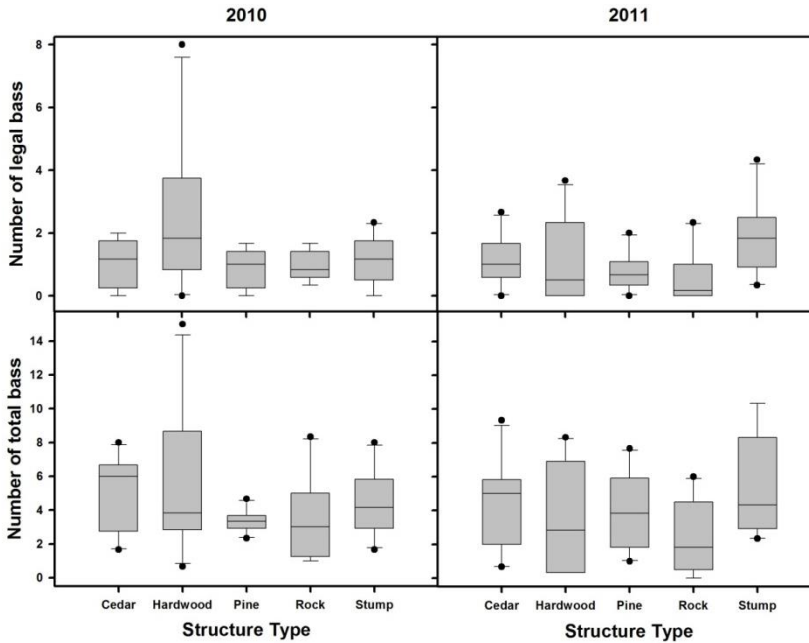 2010 2011
Number of legal bass
8
6
4
2
0
Number of total bass
14
12
10
8
6
4
2
0
Cedar Hardwood Pine Rock Stump
Cedar Hardwood Pine Rock Stump
Structure Type Structure Type